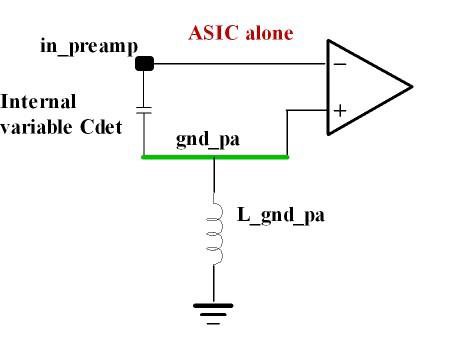 ASIC alone
in_preamp
−
Internal
variable Cdet
+
gnd_pa
L_gnd_pa